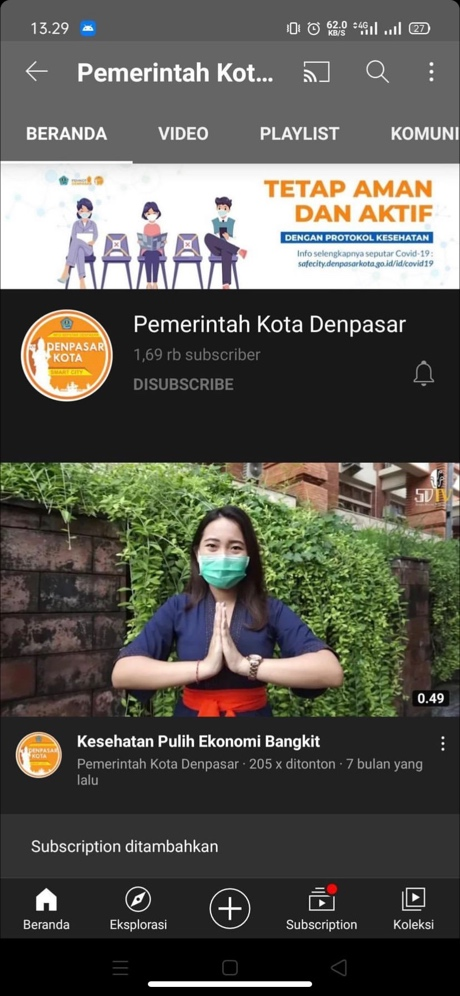 13.29
62.0
KB/S
4G
27
Pemerintah Kot...
BERANDA
VIDEO
PLAYLIST
KOMUNI
TETAP AMAN
DAN AKTIF
DENGAN PROTOKOL KESEHATAN
Info selengkapnya seputar Covid-19 :
safecity.denpasarkota.go.id/id/covid19
DENPASAR
KOTA
SMART CITY
Pemerintah Kota Denpasar
1,69 rb subscriber
DISUBSCRIBE
0.49
DENPASAR
KOTA
Kesehatan Pulih Ekonomi Bangkit
Pemerintah Kota Denpasar · 205 x ditonton · 7 bulan yang
lalu
Subscription ditambahkan
Beranda
Eksplorasi
Subscription
Koleksi